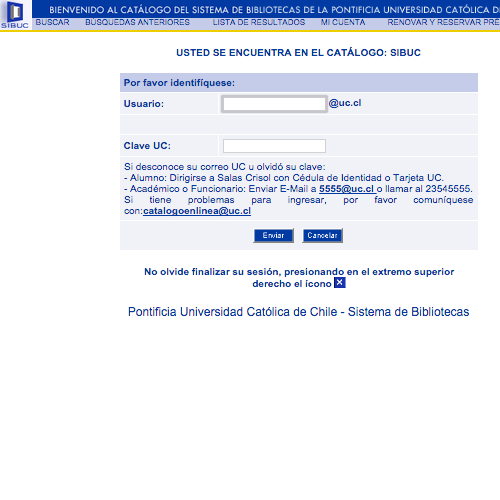 BIENVENIDO AL CATÁLOGO DEL SISTEMA DE BIBLIOTECAS DE LA PONTIFICIA UNIVERSIDAD CATÓLICA
SIBUC BUSCAR BÚSQUEDAS ANTERIORES LISTA DE RESULTADOS MI CUENTA RENOVAR Y RESERVAR
USTED SE ENCUENTRA EN EL CATÁLOGO: SIBUC
Por favor identifíquese:
Usuario: @uc.cl
Clave UC:
Si desconoce su correo UC u olvidó su clave:
- Alumno: Dirigirse a Salas Crisol con Cédula de Identidad o Tarjeta UC.
- Académico o Funcionario: Enviar E-Mail a 5555@uc.cl o llamar al 23545555.
Si tiene problemas para ingresar, por favor comuníquese
con:catalogoenlinea@uc.cl
Enviar Cancelar
No olvide finalizar su sesión, presionando en el extremo superior
derecho el ícono X
Pontificia Universidad Católica de Chile - Sistema de Bibliotecas